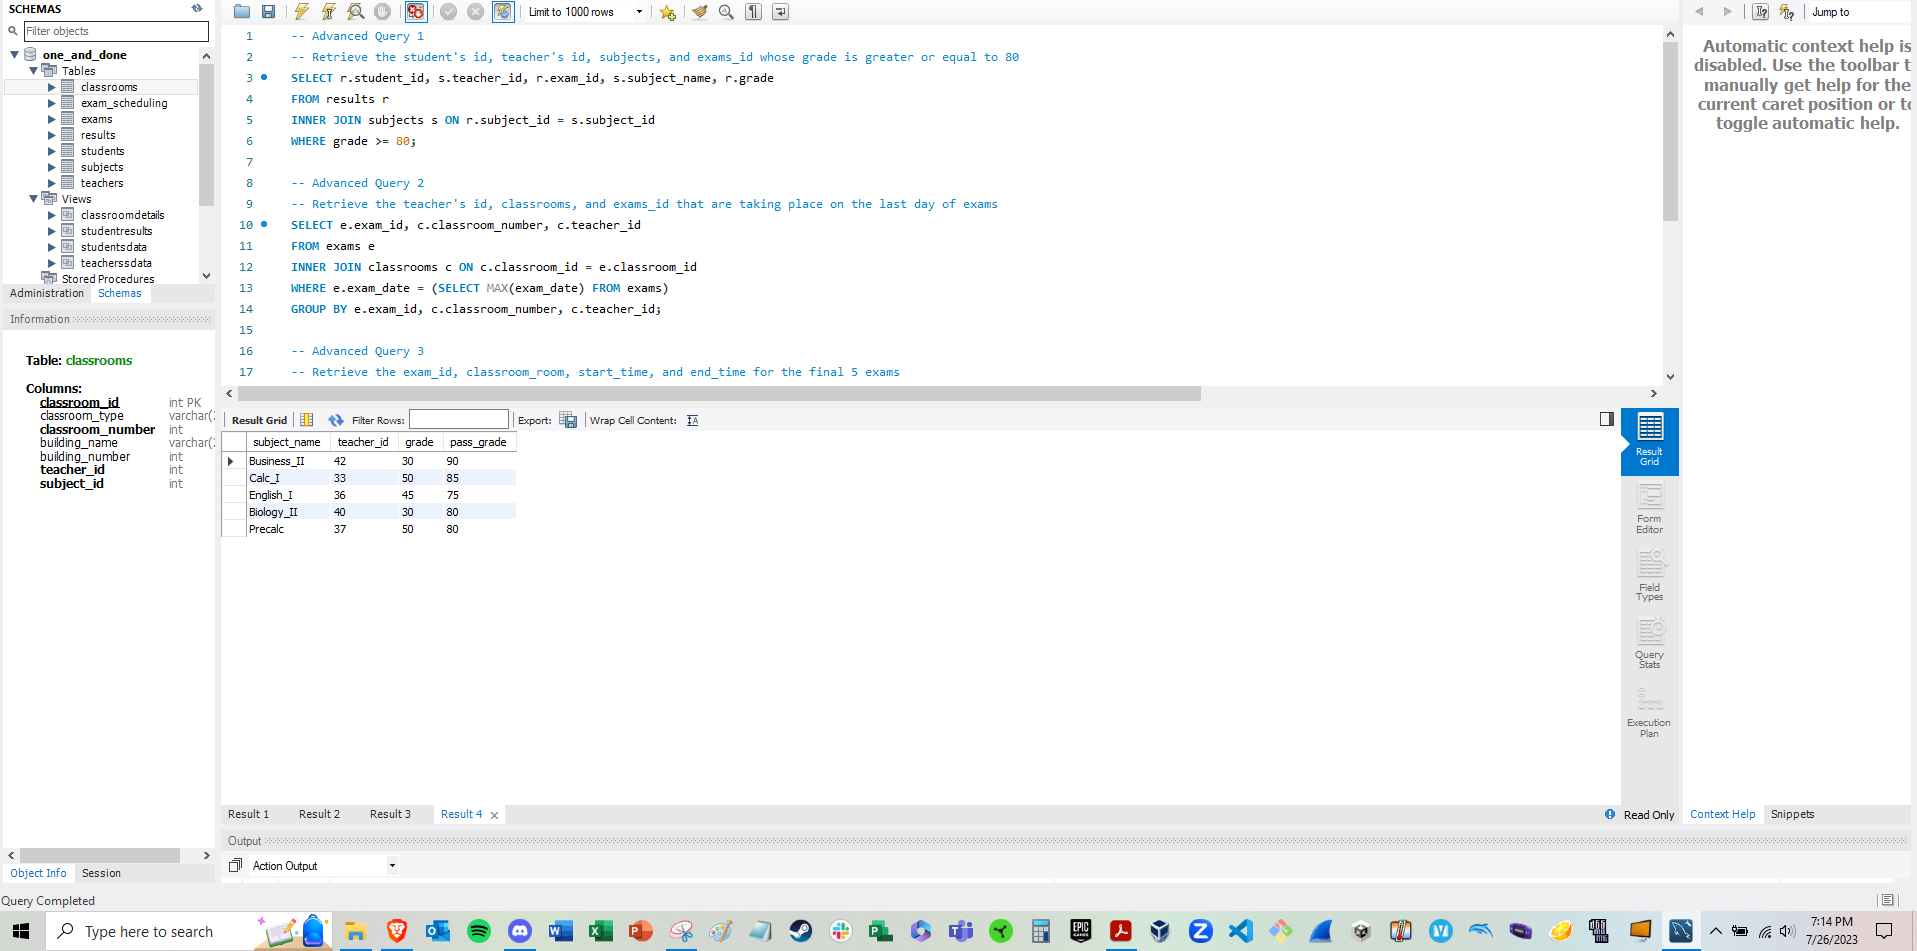 SCHEMAS
Filter objects
one_and_done
Tables
classrooms
exam_scheduling
exams
results
students
subjects
teachers
Views
classroomdetails
studentresults
studentsdata
teacherssdata
Stored Procedures
Administration Schemas
Information
Table: classrooms
Columns:
classroom_id int PK
classroom_type varchar(
classroom_number int
building_name varchar(
building_number int
teacher_id int
subject_id int
Object Info Session
Query Completed
Limit to 1000 rows
1 -- Advanced Query 1
2 -- Retrieve the student's id, teacher's id, subjects, and exams_id whose grade is greater or equal to 80
3 SELECT r.student_id, s.teacher_id, r.exam_id, s.subject_name, r.grade
4 FROM results r
5 INNER JOIN subjects s ON r.subject_id = s.subject_id
6 WHERE grade >= 80;
7
8 -- Advanced Query 2
9 -- Retrieve the teacher's id, classrooms, and exams_id that are taking place on the last day of exams
10 SELECT e.exam_id, c.classroom_number, c.teacher_id
11 FROM exams e
12 INNER JOIN classrooms c ON c.classroom_id = e.classroom_id
13 WHERE e.exam_date = (SELECT MAX(exam_date) FROM exams)
14 GROUP BY e.exam_id, c.classroom_number, c.teacher_id;
15
16 -- Advanced Query 3
17 -- Retrieve the exam_id, classroom_room, start_time, and end_time for the final 5 exams
Result Grid Filter Rows: Export: Wrap Cell Content:
subject_name teacher_id grade pass_grade
Business_II 42 30 90
Calc_I 33 50 85
English_I 36 45 75
Biology_II 40 30 80
Precalc 37 50 80
Result
Grid
Form
Editor
Field
Types
Query
Stats
Execution
Plan
Result 1 Result 2 Result 3 Result 4
Read Only
Output
Action Output
Jump to
Automatic context help is
disabled. Use the toolbar t
manually get help for the
current caret position or to
toggle automatic help.
Context Help Snippets
Type here to search
7:14 PM
7/26/2023